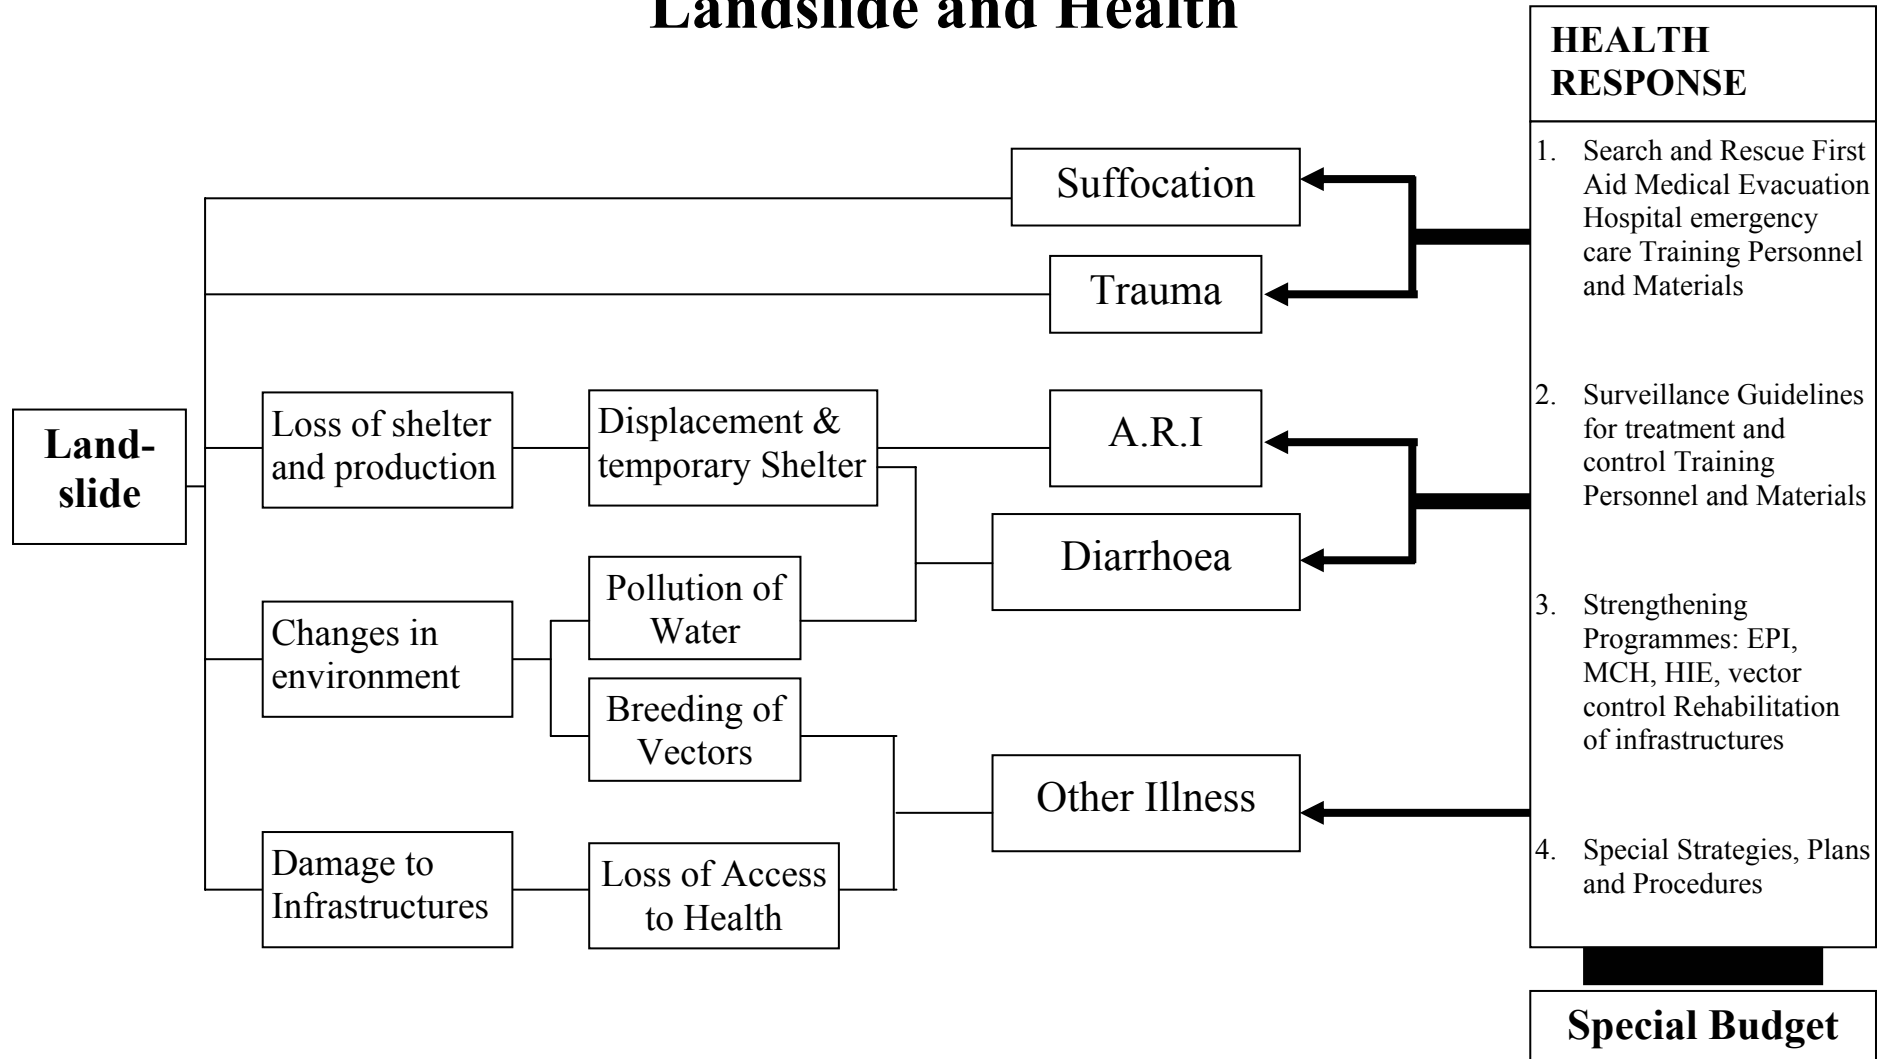 Landslide and Health
HEALTH
RESPONSE
1. Search and Rescue First
Aid Medical Evacuation
Hospital emergency
care Training Personnel
and Materials
2. Surveillance Guidelines
for treatment and
control Training
Personnel and Materials
3. Strengthening
Programmes: EPI,
MCH, HIE, vector
control Rehabilitation
of infrastructures
4. Special Strategies, Plans
and Procedures
Special Budget
Suffocation
Trauma
Land-
slide
Loss of shelter
and production
Displacement &
temporary Shelter
A.R.I
Diarrhoea
Changes in
environment
Pollution of
Water
Breeding of
Vectors
Other Illness
Damage to
Infrastructures
Loss of Access
to Health